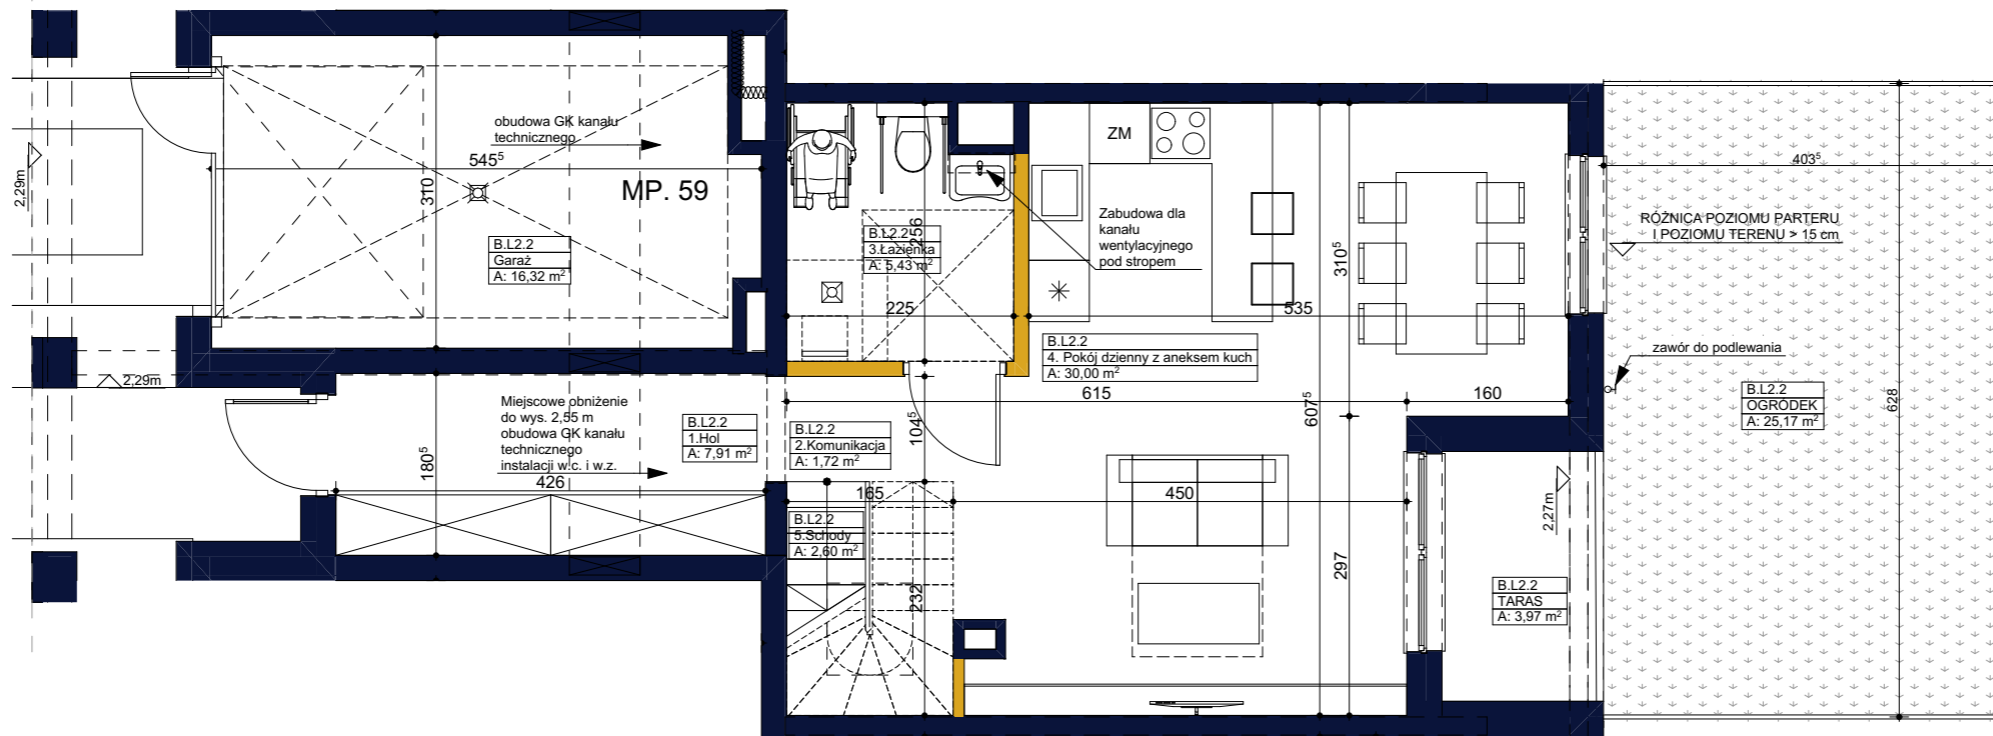 obudowa GK kanału
technicznego
545⁵
310
MP. 59
2,29m
B.L2.2
Garaż
A: 16,32 m²
2,29m
Miejscowe obniżenie
do wys. 2,55 m
obudowa GK kanału
technicznego
instalacji w.c. i w.z.
426
180⁵
B.L2.2
1.Hol
A: 7,91 m²
B.L2.2
2.Komunikacja
A: 1,72 m²
104⁵
B.L2.2
3.Łazienka
A: 5,43 m²
256
225
Zabudowa dla
kanału
wentylacyjnego
pod stropem
ZM
310⁵
535
B.L2.2
4. Pokój dzienny z aneksem kuch
A: 30,00 m²
615
160
607⁵
165
450
B.L2.2
5.Schody
A: 2,60 m²
232
297
2,27m
B.L2.2
TARAS
A: 3,97 m²
403⁵
RÓŻNICA POZIOMU PARTERU
I POZIOMU TERENU > 15 cm
zawór do podlewania
B.L2.2
OGRÓDEK
A: 25,17 m²
628